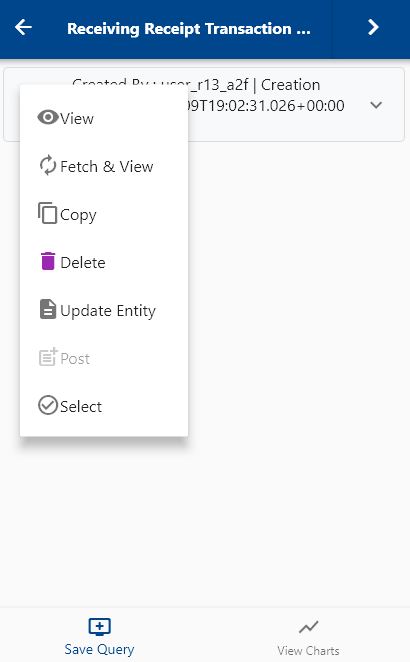 Receiving Receipt Transaction ...
Created By : user_r13_a2f | Creation
09T19:02:31.026+00:00
View
Fetch & View
Copy
Delete
Update Entity
Post
Select
Save Query
View Charts